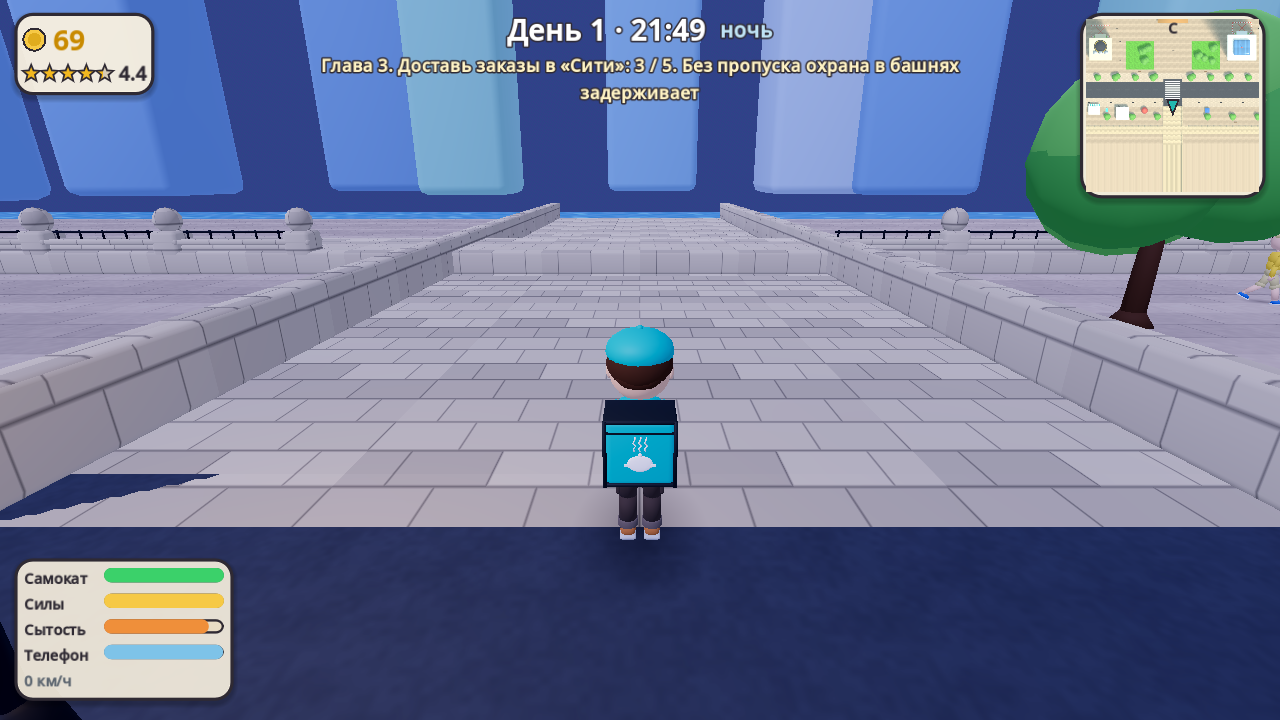 69
4.4
День 1 · 21:49 ночь
Глава 3. Доставь заказы в «Сити»: 3 / 5. Без пропуска охрана в башнях
задерживает
С
Самокат
Силы
Сытость
Телефон
0 км/ч